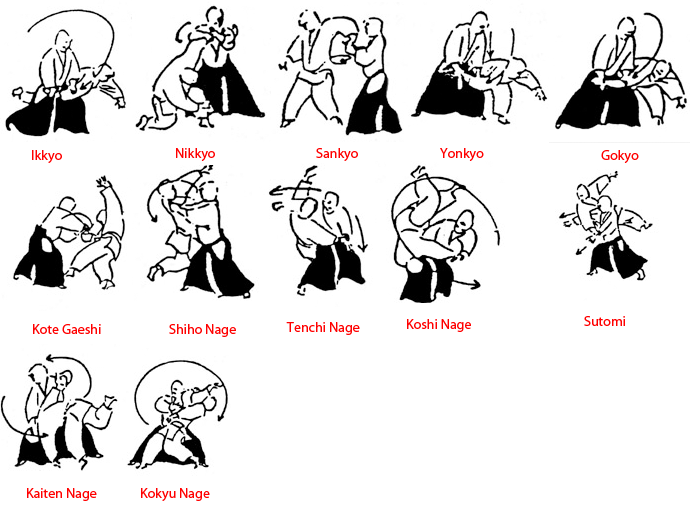 Ikkyo
Nikkyo
Sankyo
Yonkyo
Gokyo
Kote Gaeshi
Shiho Nage
Tenchi Nage
Koshi Nage
Sutomi
Kaiten Nage
Kokyu Nage